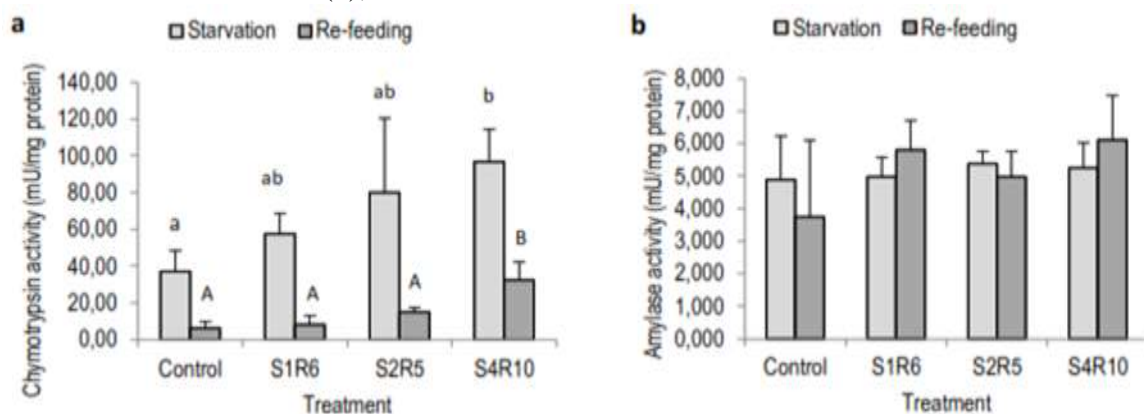 a
Starvation Re-feeding
Chymotrypsin activity (mU/mg protein)
140,00
120,00
100,00
80,00
60,00
40,00
20,00
0,00
a
A
ab
A
ab
A
b
B
Control S1R6 S2R5 S4R10
Treatment
b
Starvation Re-feeding
Amylase activity (mU/mg protein)
8,000
7,000
6,000
5,000
4,000
3,000
2,000
1,000
0,000
Control S1R6 S2R5 S4R10
Treatment